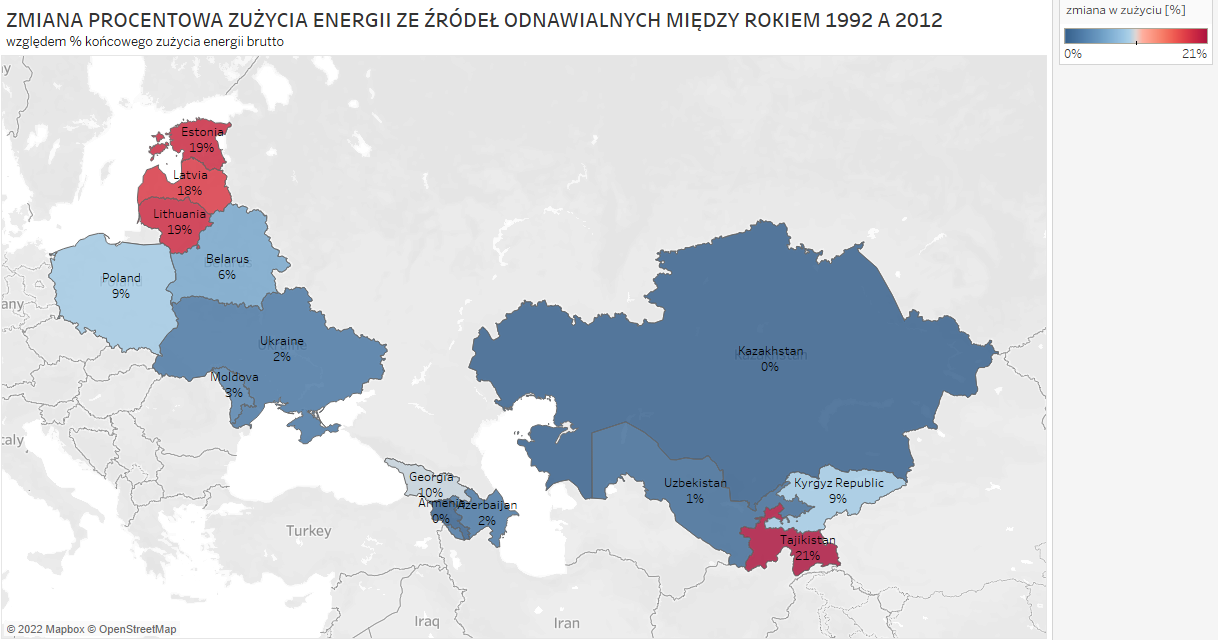 ZMIANA PROCENTOWA ZUŻYCIA ENERGII ZE ŹRÓDEŁ ODNAWIALNYCH MIĘDZY ROKIEM 1992 A 2012
względem % końcowego zużycia energii brutto
zmiana w zużyciu [%]
0%
21%
y
Estonia
19%
Latvia
18%
Lithuania
19%
Belarus
6%
Poland
9%
any
Ukraine
2%
Kazakhstan
0%
Moldova
3%
aly
Georgia
10%
Uzbekistan
1%
Kyrgyz Republic
9%
Armenia
0%
Azerbaijan
2%
Turkey
Tajikistan
21%
Iraq
Iran
© 2022 Mapbox © OpenStreetMap